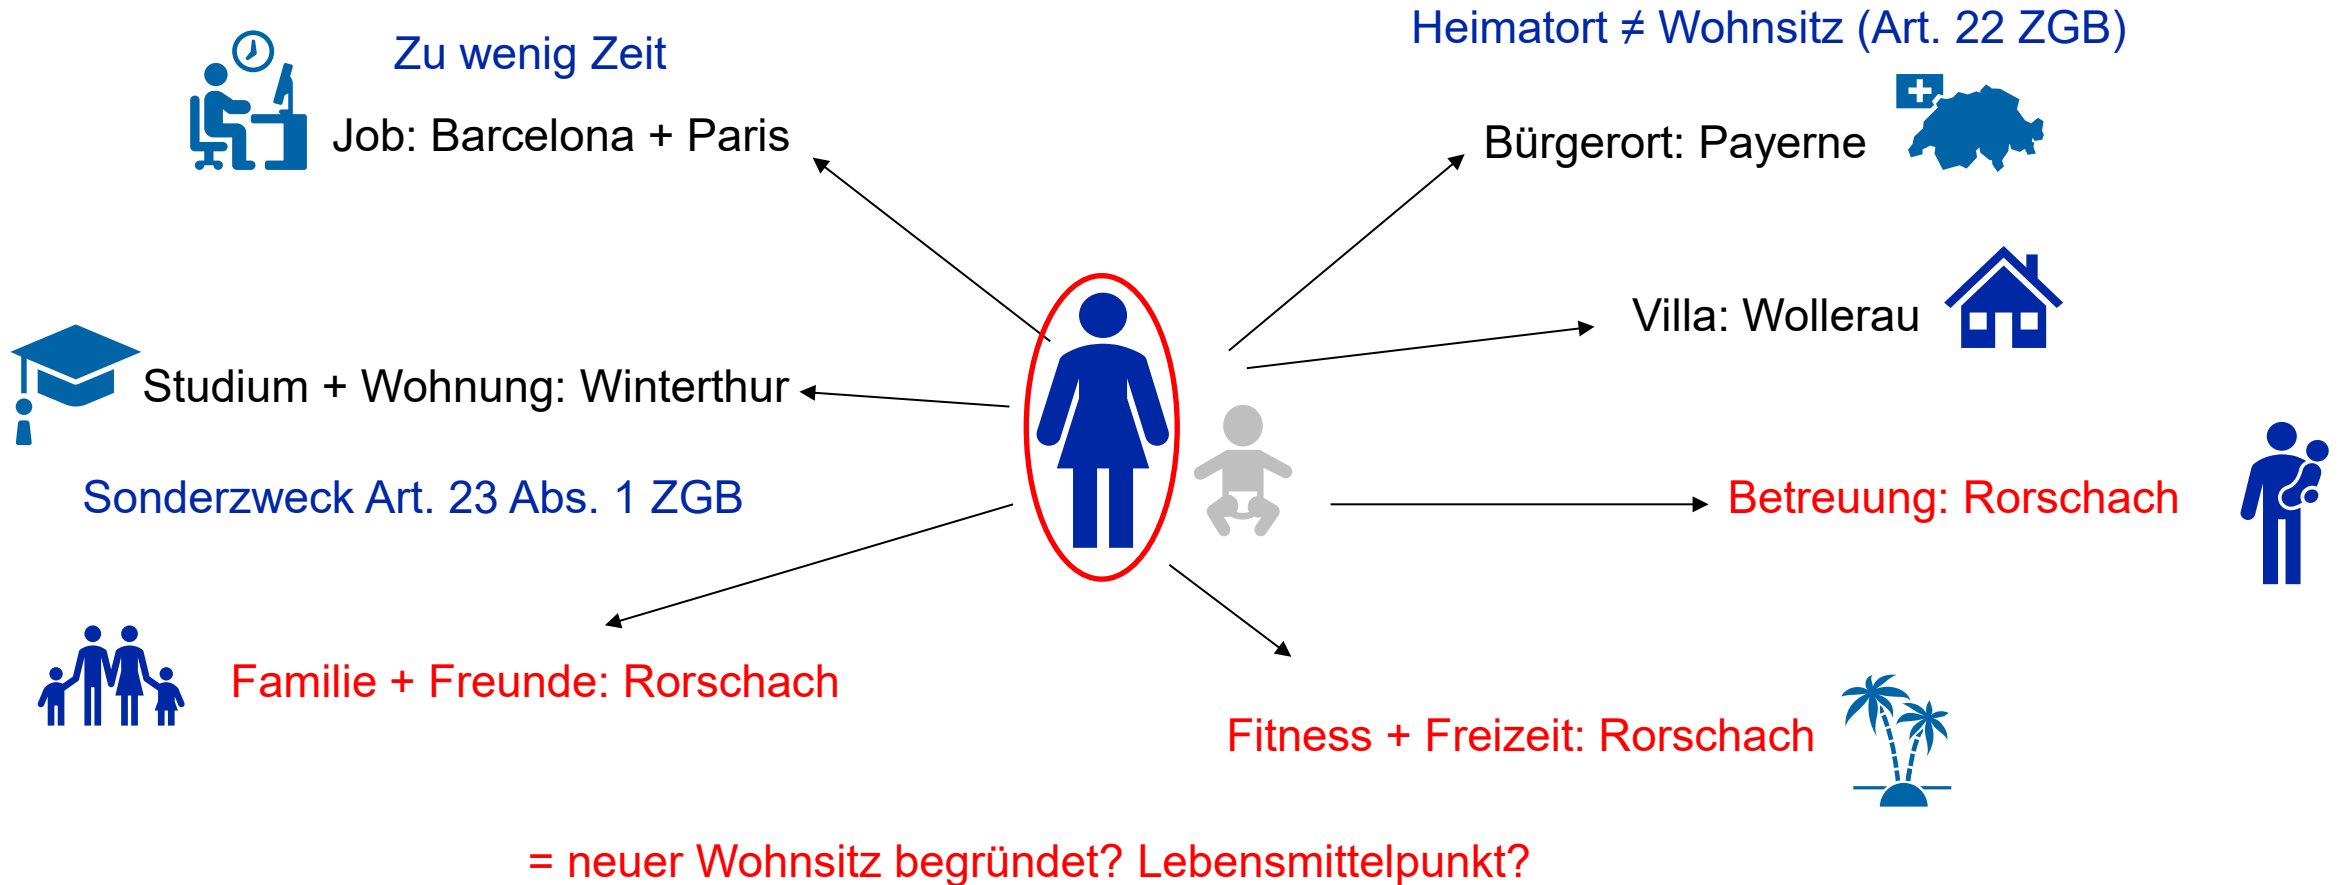 Zu wenig Zeit
Job: Barcelona + Paris
Heimatort ≠ Wohnsitz (Art. 22 ZGB)
Bürgerort: Payerne
Villa: Wollerau
Studium + Wohnung: Winterthur
Sonderzweck Art. 23 Abs. 1 ZGB
Betreuung: Rorschach
Familie + Freunde: Rorschach
Fitness + Freizeit: Rorschach
= neuer Wohnsitz begründet? Lebensmittelpunkt?